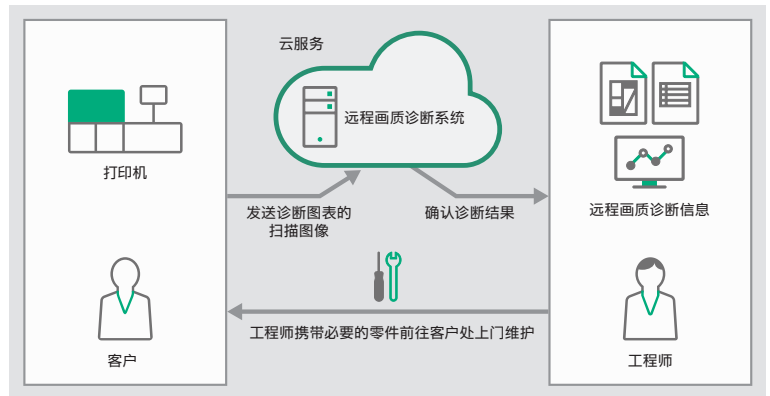 云服务
远程画质诊断系统
打印机
发送诊断图表的
扫描图像
确认诊断结果
远程画质诊断信息
工程师携带必要的零件前往客户处上门维护
客户
工程师